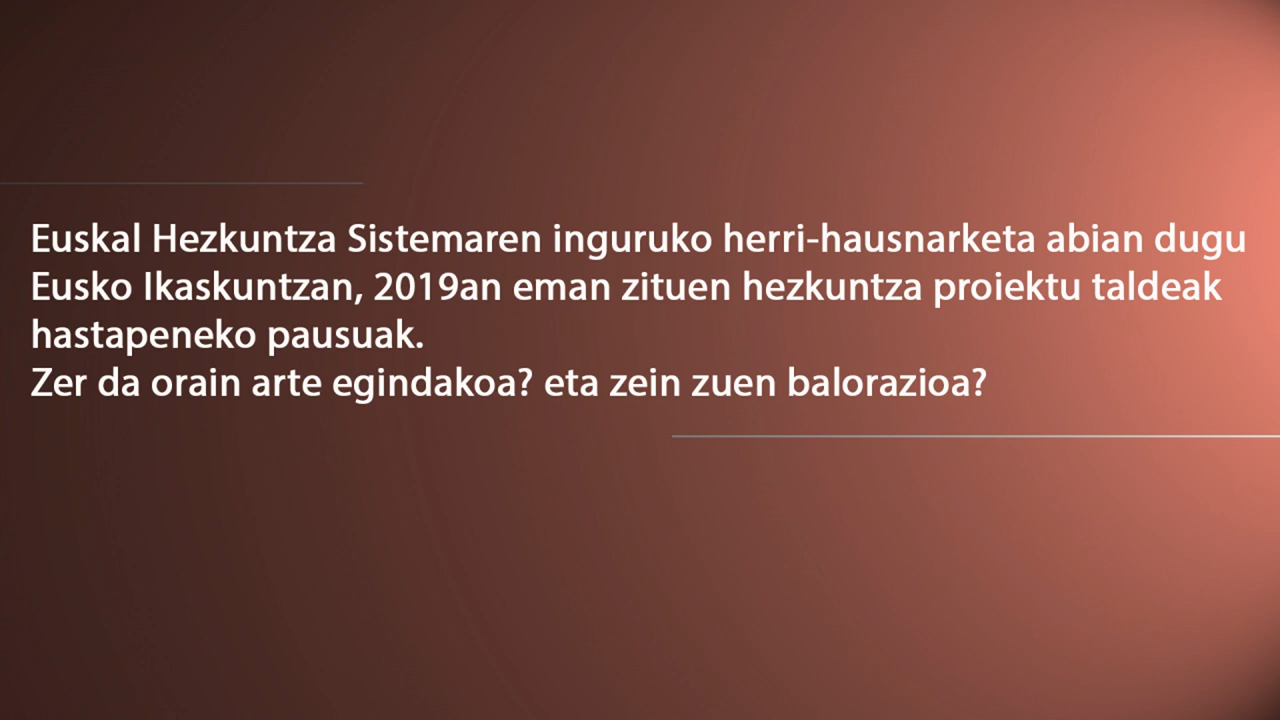 Euskal Hezkuntza Sistemaren inguruko herri-hausnarketa abian dugu
Eusko Ikaskuntzan, 2019an eman zituen hezkuntza proiektu taldeak
hastapeneko pausuak.
Zer da orain arte egindakoa? eta zein zuen balorazioa?